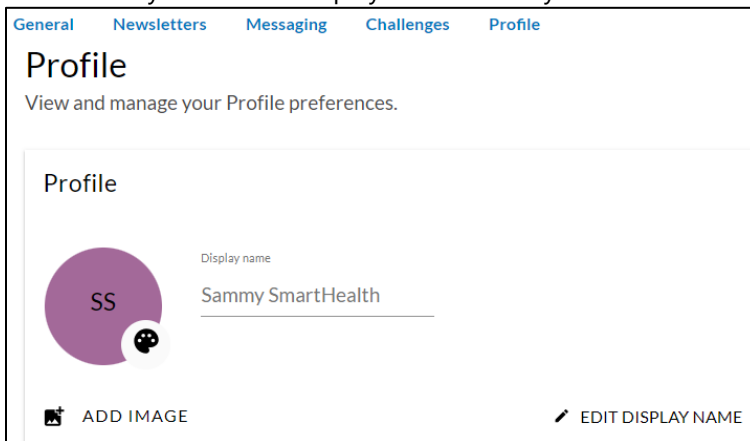 General Newsletters Messaging Challenges Profile
Profile
View and manage your Profile preferences.
Profile
Display name
SS
Sammy SmartHealth
ADD IMAGE
EDIT DISPLAY NAME